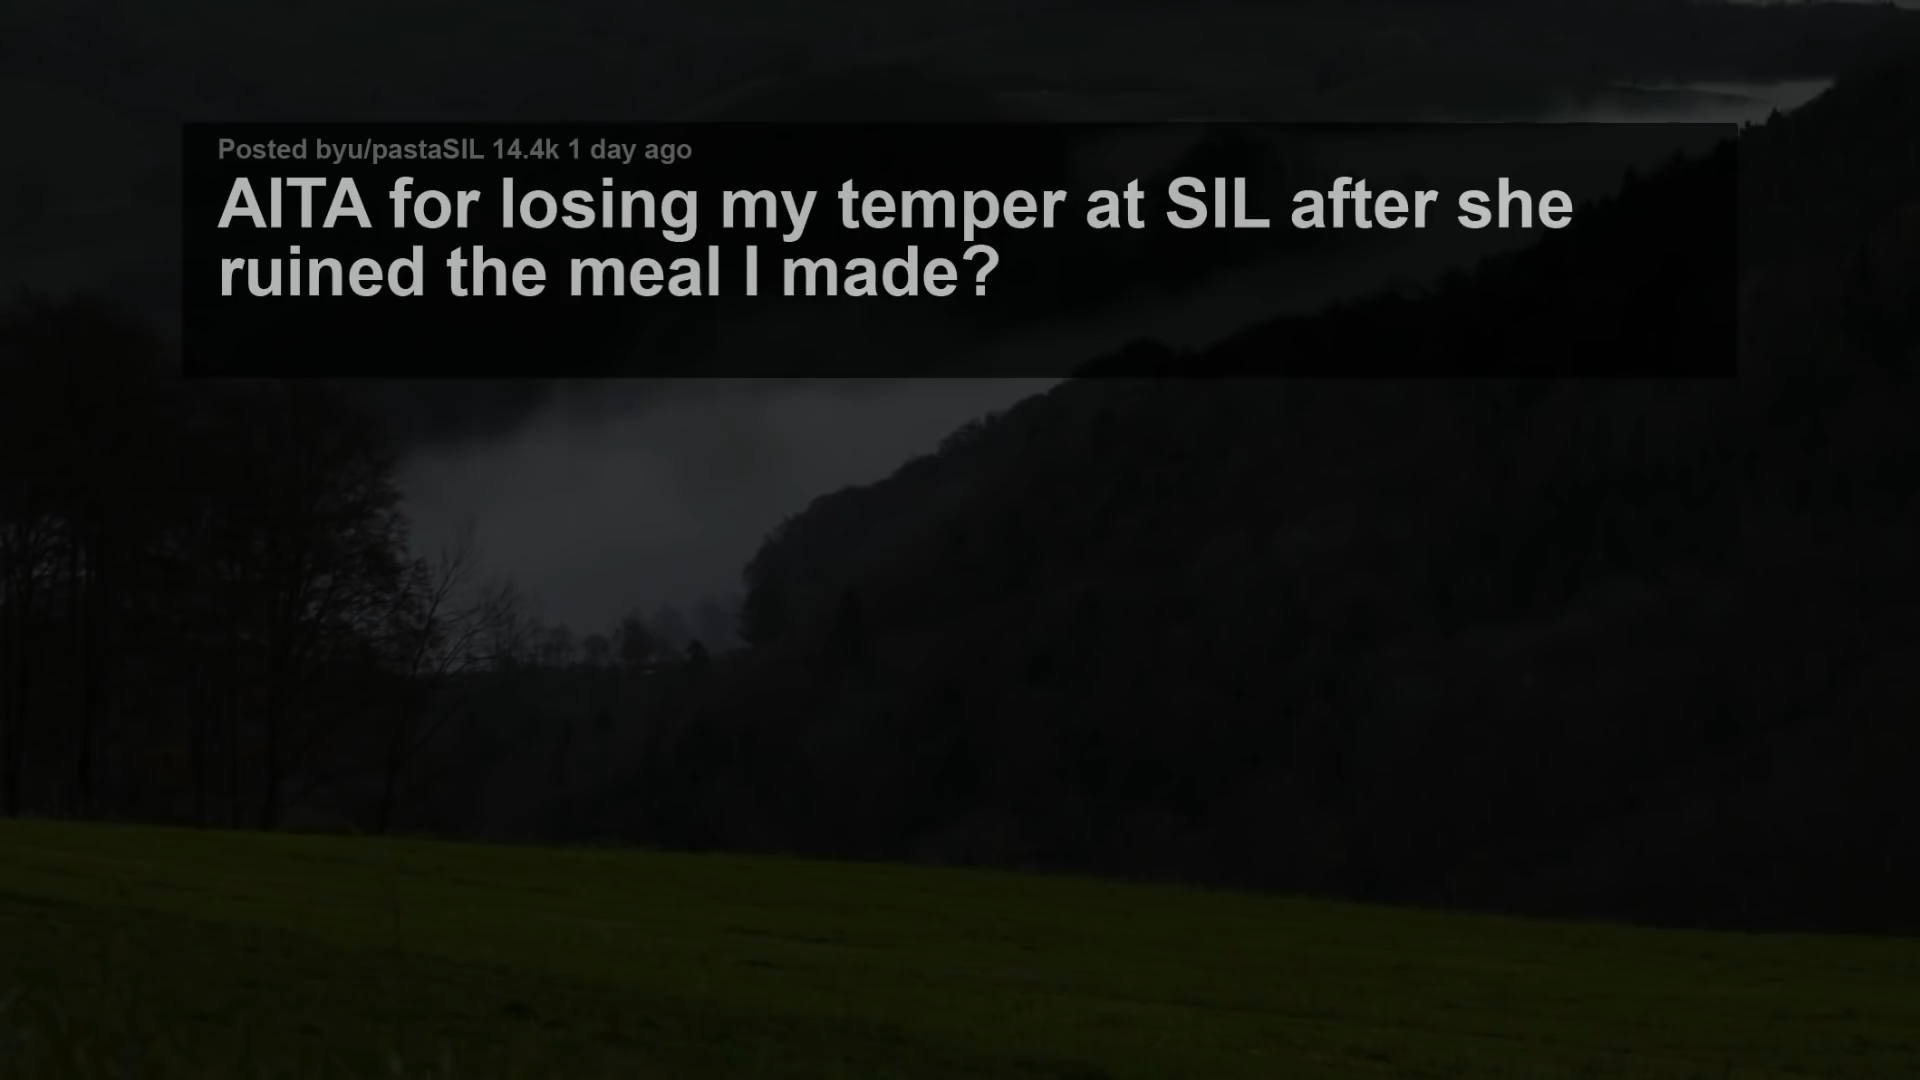 Posted byu/pastaSIL 14.4k 1 day ago
AITA for losing my temper at SIL after she
ruined the meal I made?